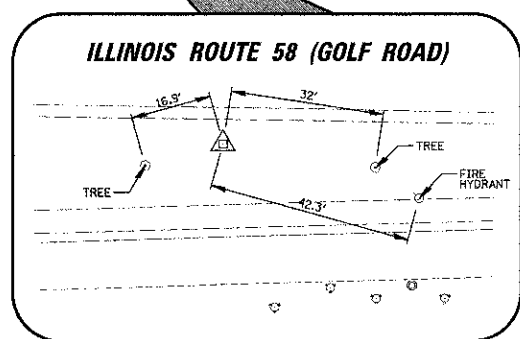 ILLINOIS ROUTE 58 (GOLF ROAD)
16.9'
32'
TREE
TREE
FIRE
HYDRANT
42.3'